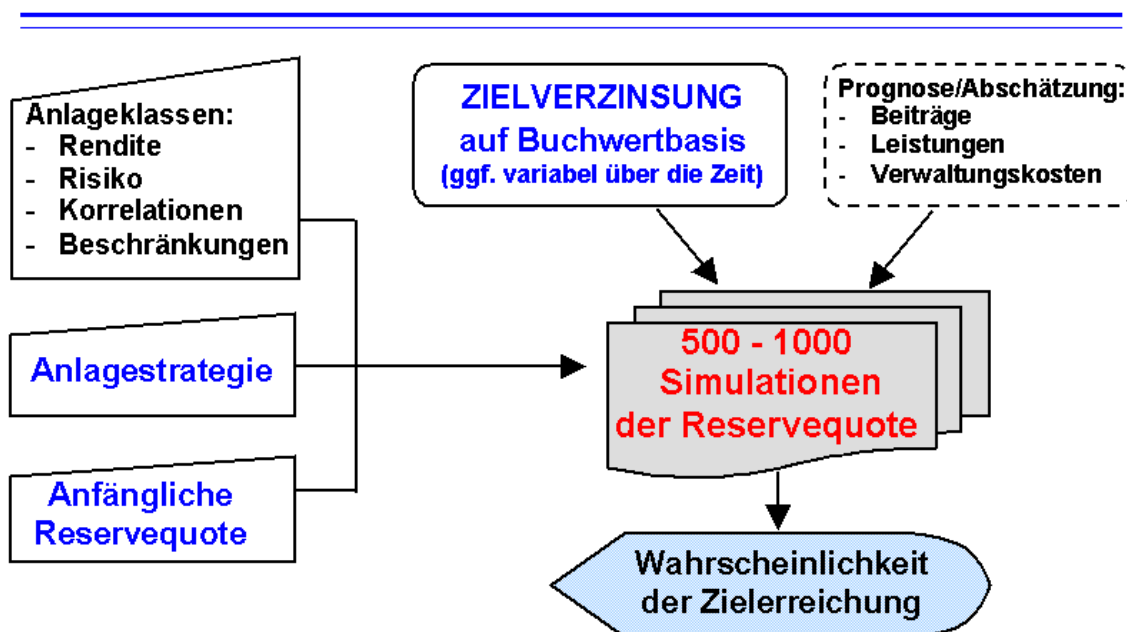 Anlageklassen:
- Rendite
- Risiko
- Korrelationen
- Beschränkungen
ZIELVERZINSUNG
auf Buchwertbasis
(ggf. variabel über die Zeit)
Prognose/Abschätzung:
- Beiträge
- Leistungen
- Verwaltungskosten
Anlagestrategie
Anfängliche
Reservequote
500 - 1000
Simulationen
der Reservequote
Wahrscheinlichkeit
der Zielerreichung